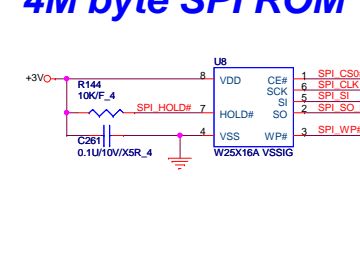 4M byte SPI ROM
U8
+3V
8
VDD
CE#
1
SPI_CS0#
R144
10K/F_4
SCK
6
SPI_CLK
SI
5
SPI_SI
SPI_HOLD#
7
HOLD#
SO
2
SPI_SO
4
VSS
WP#
3
SPI_WP#
C261
0.1U/10V/X5R_4
W25X16A VSSIG